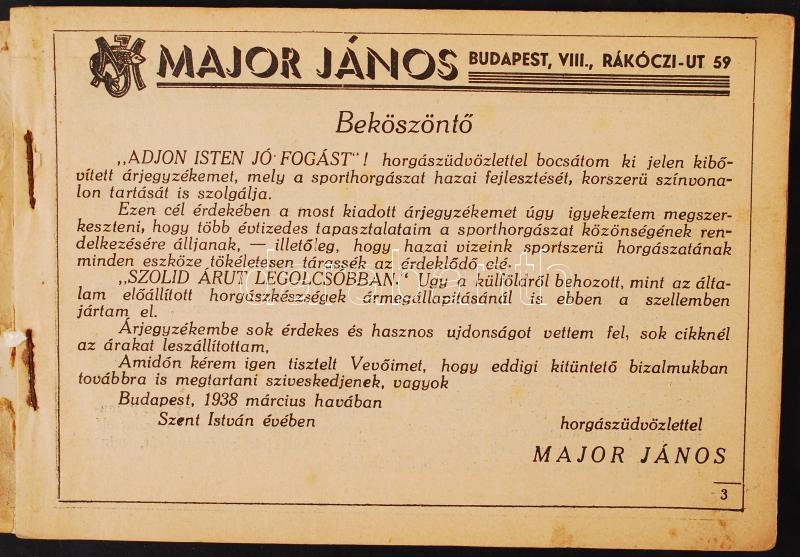 MAJOR JÁNOS BUDAPEST, VIII., RÁKÓCZI-UT 59
Beköszöntő
„ADJON ISTEN JÓ FOGÁST"! horgászüdvözlettel bocsátom ki jelen kibő-
vített árjegyzékemet, mely a sporthorgászat hazai fejlesztését, korszerü színvona-
lon tartását is szolgálja.
Ezen cél érdekében a most kiadott árjegyzékemet úgy igyekeztem megszer-
keszteni, hogy több évtizedes tapasztalataim a sporthorgászat közönségének ren-
delkezésére álljanak, — illetőleg, hogy hazai vizeink sportszerü horgászatának
minden eszköze tökéletesen tárassék az érdeklődő elé.
„SZOLID ÁRUT LEGOLCSÓBBAN." Ugy a külföldről behozott, mint az álta-
lam előállított horgászkészségek ármegállapításánál is ebben a szellemben
jártam el.
Árjegyzékembe sok érdekes és hasznos ujdonságot vettem fel, sok cikknél
az árakat leszállítottam,
Amidőn kérem igen tisztelt Vevőimet, hogy eddigi kitüntető bizalmukban
továbbra is megtartani sziveskedjenek, vagyok
Budapest, 1938 március havában
Szent István évében horgászüdvözlettel
MAJOR JÁNOS
3